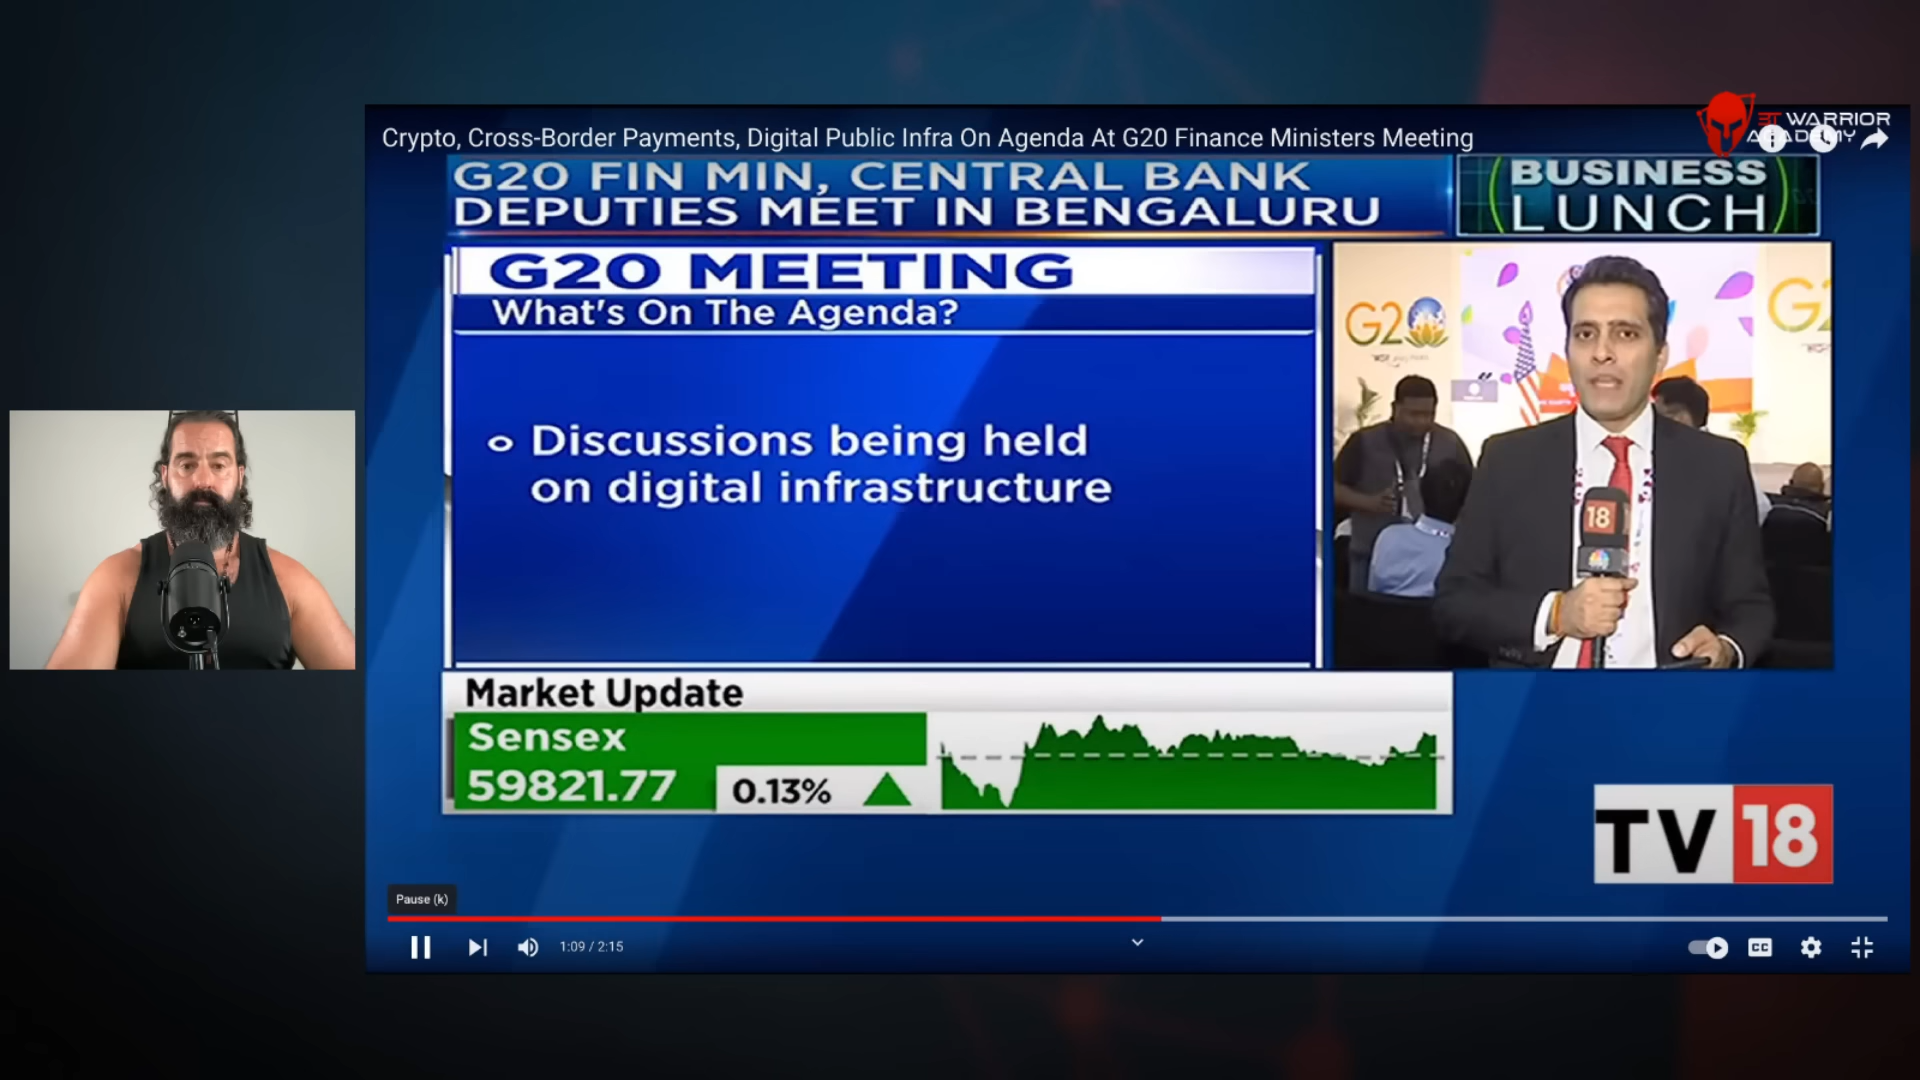 Crypto, Cross-Border Payments, Digital Public Infra On Agenda At G20 Finance Ministers Meeting
WARRIOR
ACADEMY
G20 FIN MIN, CENTRAL BANK
DEPUTIES MEET IN BENGALURU
BUSINESS
LUNCH
G20 MEETING
What's On The Agenda?
o Discussions being held
on digital infrastructure
G20
18
Market Update
Sensex
59821.77
0.13%
TV18
Pause (k)
1:09 / 2:15
CC